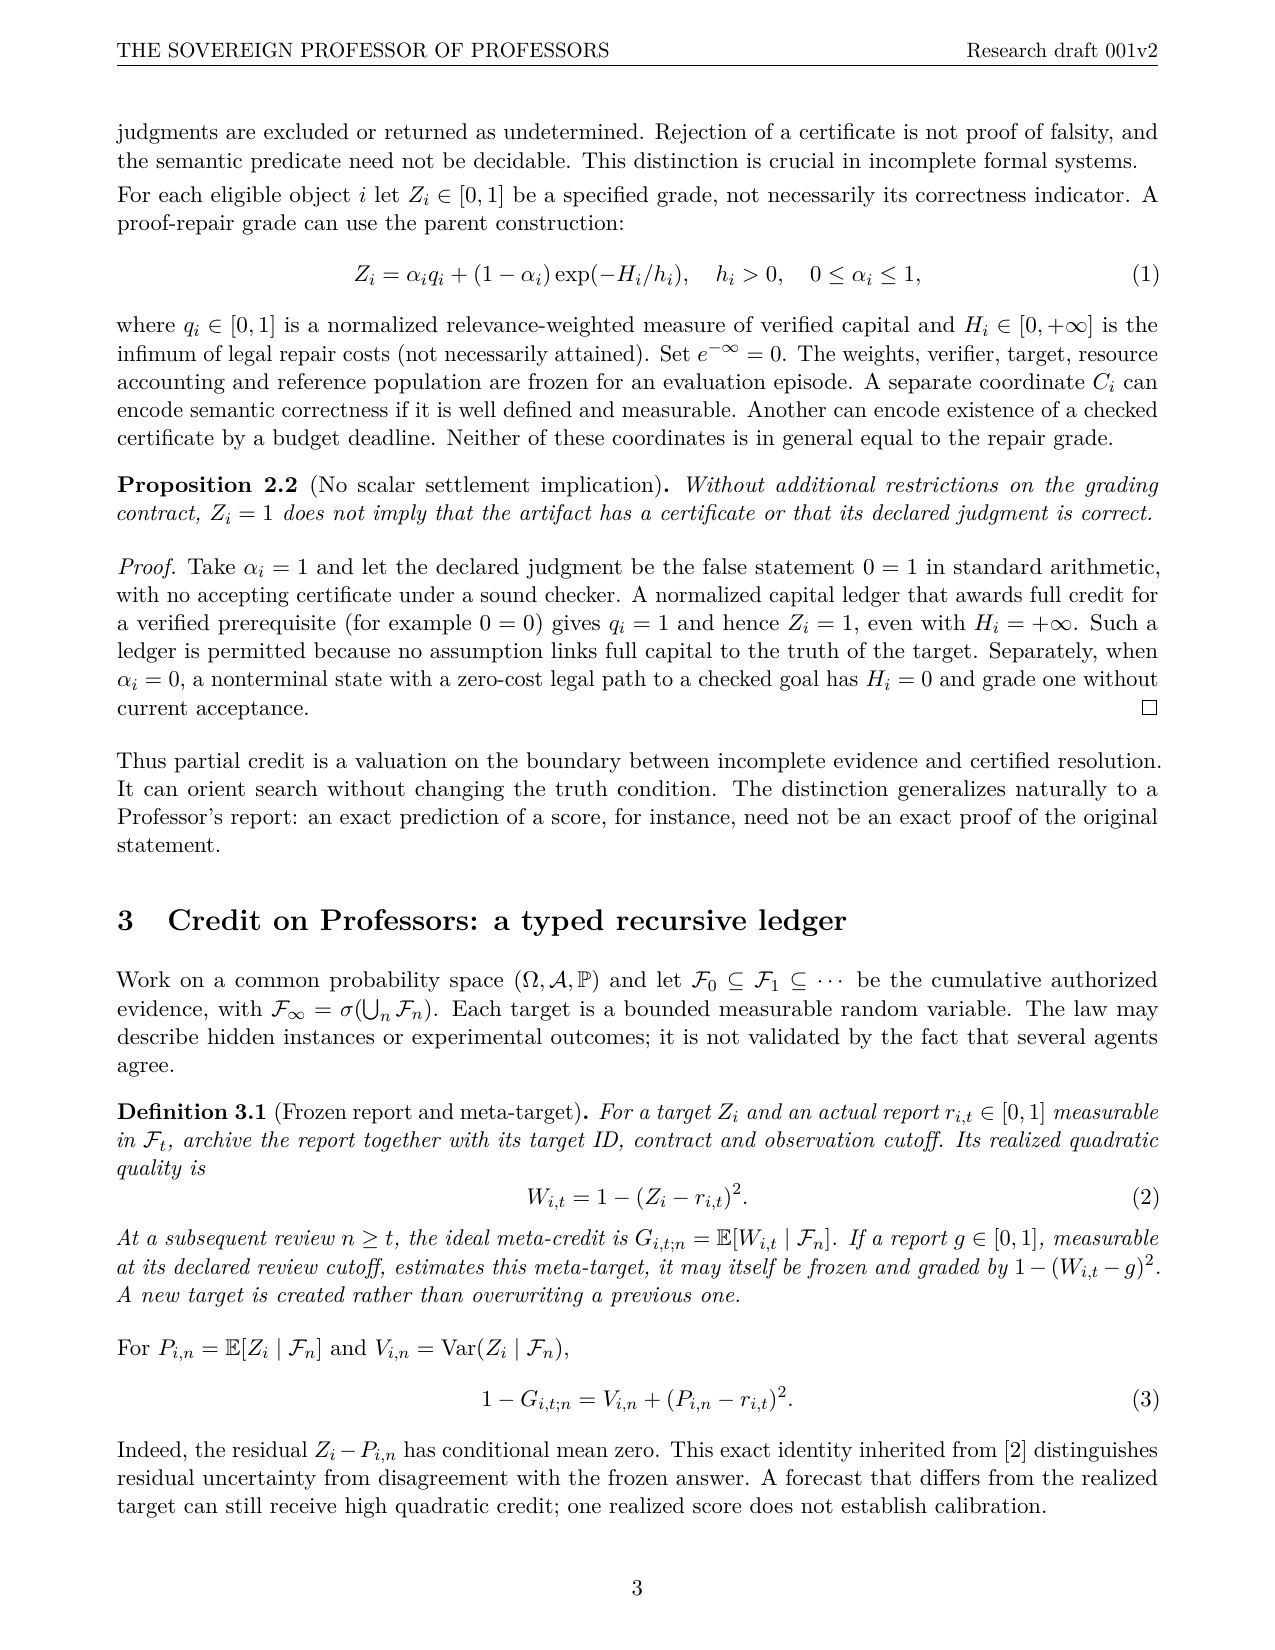 THE SOVEREIGN PROFESSOR OF PROFESSORS Research draft 001v2
judgments are excluded or returned as undetermined. Rejection of a certificate is not proof of falsity, and
the semantic predicate need not be decidable. This distinction is crucial in incomplete formal systems.
For each eligible object i let Z_i ∈ [0, 1] be a specified grade, not necessarily its correctness indicator. A
proof-repair grade can use the parent construction:
Z_i = α_i q_i + (1 − α_i) exp(−H_i/h_i), h_i > 0, 0 ≤ α_i ≤ 1, (1)
where q_i ∈ [0, 1] is a normalized relevance-weighted measure of verified capital and H_i ∈ [0, +∞] is the
infimum of legal repair costs (not necessarily attained). Set e^{−∞} = 0. The weights, verifier, target, resource
accounting and reference population are frozen for an evaluation episode. A separate coordinate C_i can
encode semantic correctness if it is well defined and measurable. Another can encode existence of a checked
certificate by a budget deadline. Neither of these coordinates is in general equal to the repair grade.
Proposition 2.2 (No scalar settlement implication). Without additional restrictions on the grading
contract, Z_i = 1 does not imply that the artifact has a certificate or that its declared judgment is correct.
Proof. Take α_i = 1 and let the declared judgment be the false statement 0 = 1 in standard arithmetic,
with no accepting certificate under a sound checker. A normalized capital ledger that awards full credit for
a verified prerequisite (for example 0 = 0) gives q_i = 1 and hence Z_i = 1, even with H_i = +∞. Such a
ledger is permitted because no assumption links full capital to the truth of the target. Separately, when
α_i = 0, a nonterminal state with a zero-cost legal path to a checked goal has H_i = 0 and grade one without
current acceptance. □
Thus partial credit is a valuation on the boundary between incomplete evidence and certified resolution.
It can orient search without changing the truth condition. The distinction generalizes naturally to a
Professor's report: an exact prediction of a score, for instance, need not be an exact proof of the original
statement.
3 Credit on Professors: a typed recursive ledger
Work on a common probability space (Ω, 𝒜, ℙ) and let ℱ_0 ⊆ ℱ_1 ⊆ ⋯ be the cumulative authorized
evidence, with ℱ_∞ = σ(⋃_n ℱ_n). Each target is a bounded measurable random variable. The law may
describe hidden instances or experimental outcomes; it is not validated by the fact that several agents
agree.
Definition 3.1 (Frozen report and meta-target). For a target Z_i and an actual report r_{i,t} ∈ [0, 1] measurable
in ℱ_t, archive the report together with its target ID, contract and observation cutoff. Its realized quadratic
quality is
W_{i,t} = 1 − (Z_i − r_{i,t})^2. (2)
At a subsequent review n ≥ t, the ideal meta-credit is G_{i,t;n} = 𝔼[W_{i,t} | ℱ_n]. If a report g ∈ [0, 1], measurable
at its declared review cutoff, estimates this meta-target, it may itself be frozen and graded by 1 − (W_{i,t} − g)^2.
A new target is created rather than overwriting a previous one.
For P_{i,n} = 𝔼[Z_i | ℱ_n] and V_{i,n} = Var(Z_i | ℱ_n),
1 − G_{i,t;n} = V_{i,n} + (P_{i,n} − r_{i,t})^2. (3)
Indeed, the residual Z_i − P_{i,n} has conditional mean zero. This exact identity inherited from [2] distinguishes
residual uncertainty from disagreement with the frozen answer. A forecast that differs from the realized
target can still receive high quadratic credit; one realized score does not establish calibration.
3